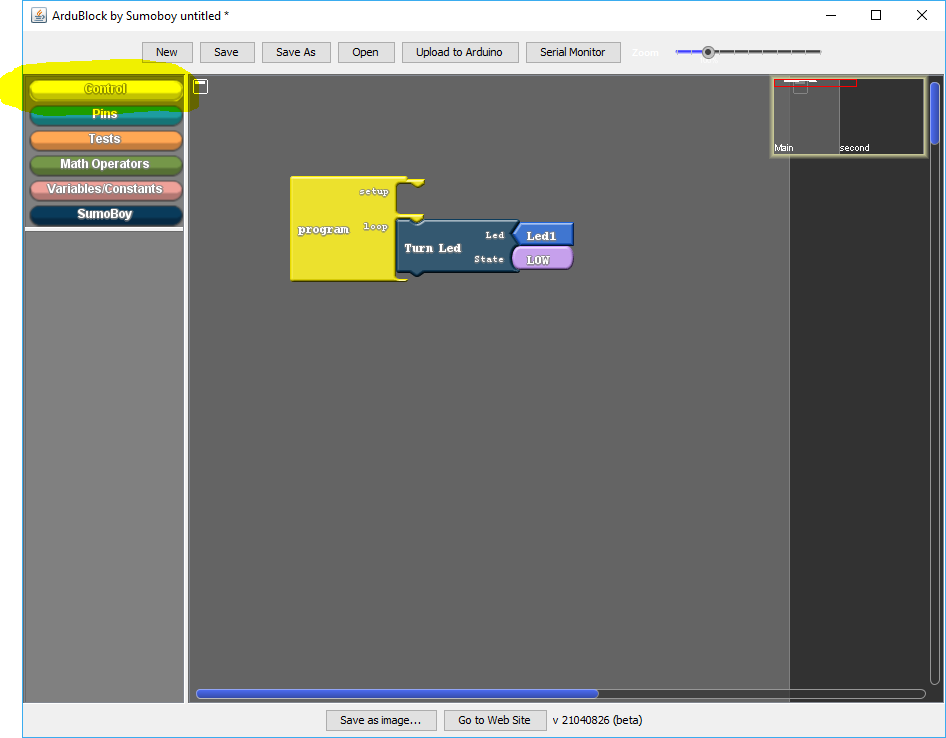 ArduBlock by Sumoboy untitled *
New Save Save As Open Upload to Arduino Serial Monitor Zoom
Control
Pins
Tests
Math Operators
Variables/Constants
SumoBoy
Main second
setup
program loop
Turn Led Led Led1
State LOW
Save as image... Go to Web Site v 21040826 (beta)